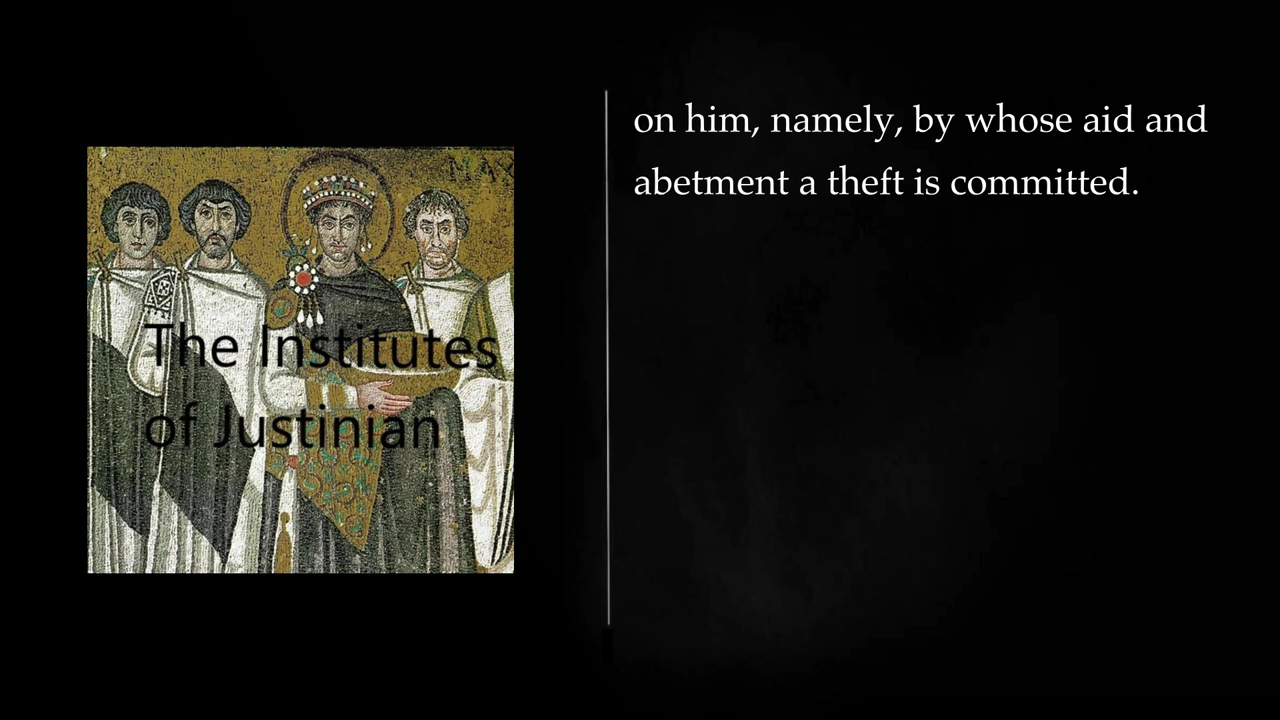 The Institutes
of Justinian
on him, namely, by whose aid and
abetment a theft is committed.